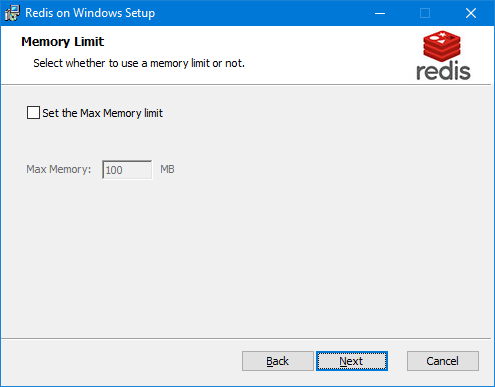 Redis on Windows Setup
Memory Limit
Select whether to use a memory limit or not.
redis
Set the Max Memory limit
Max Memory: 100 MB
Back Next Cancel